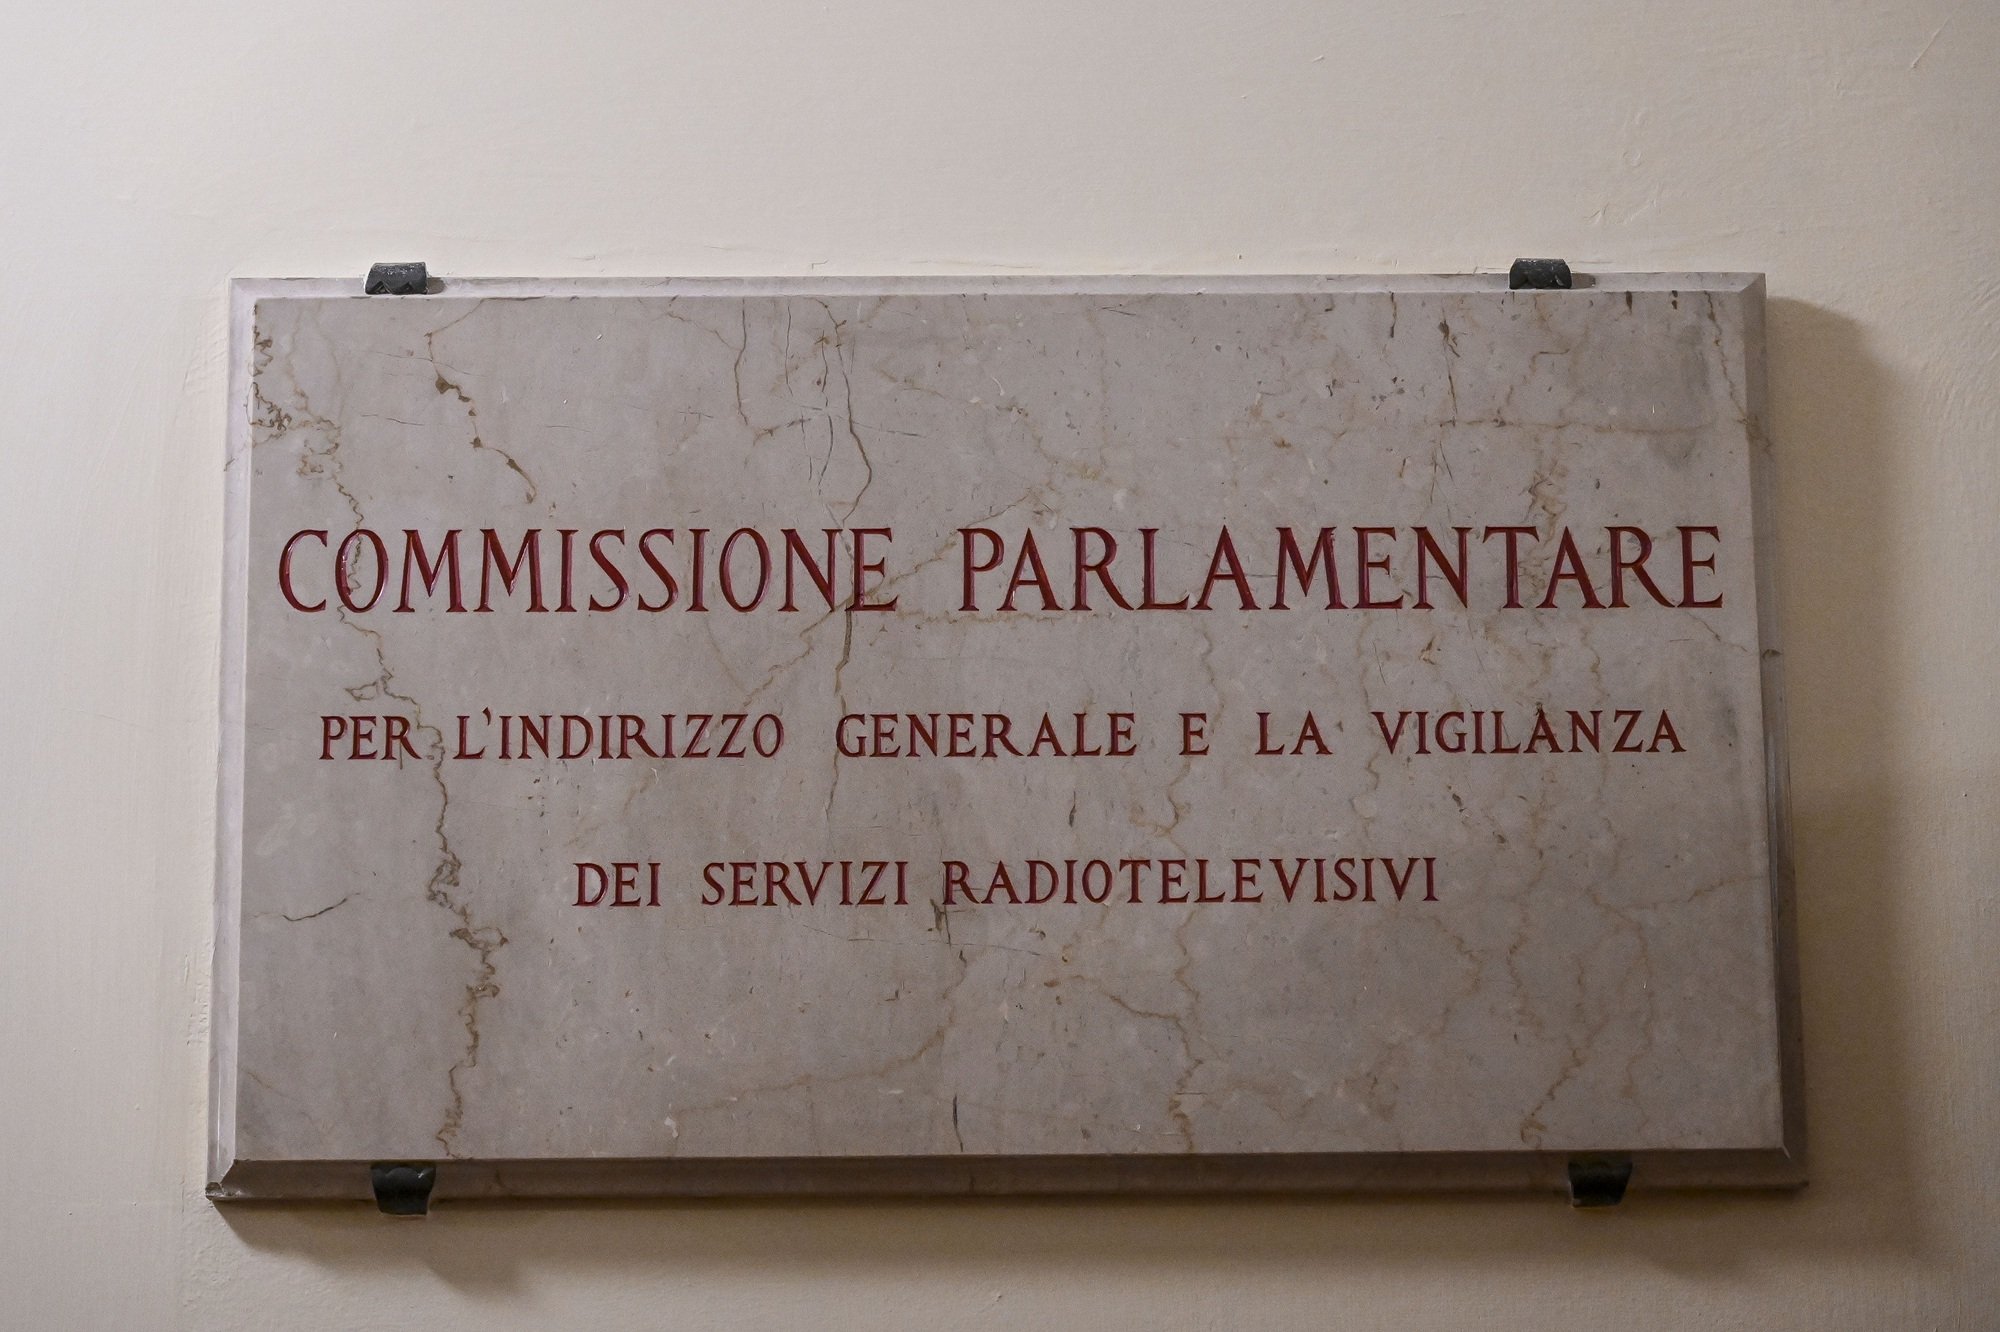 COMMISSIONE PARLAMENTARE
PER L'INDIRIZZO GENERALE E LA VIGILANZA
DEI SERVIZI RADIOTELEVISIVI